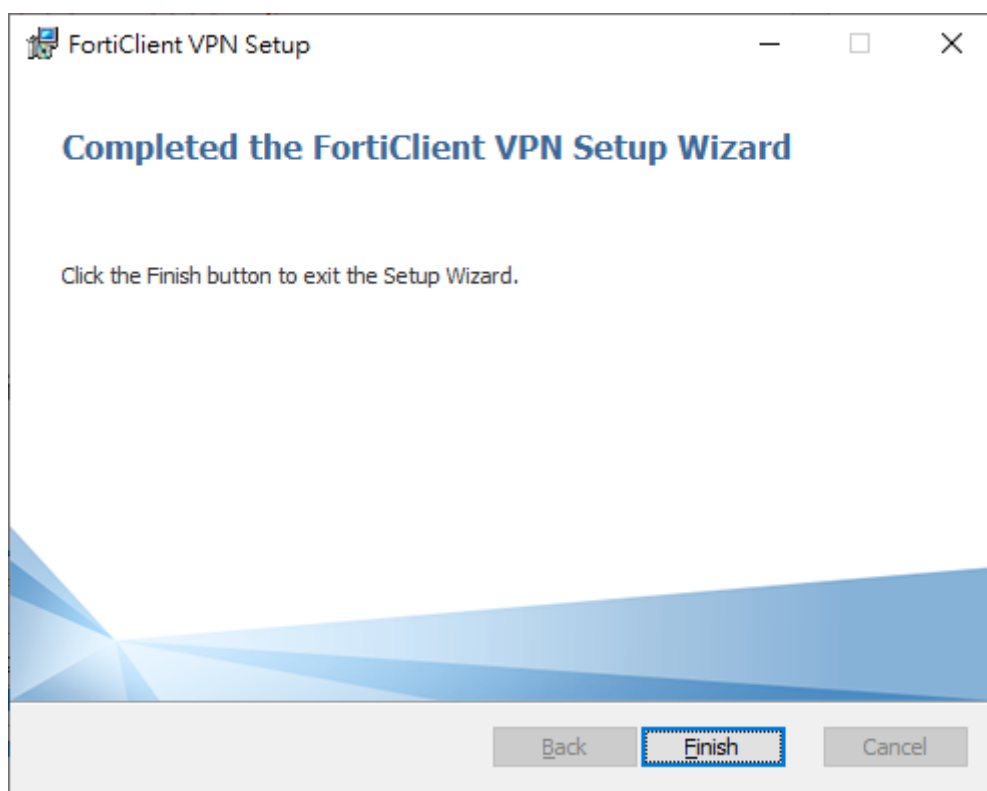 FortiClient VPN Setup
Completed the FortiClient VPN Setup Wizard
Click the Finish button to exit the Setup Wizard.
Back Finish Cancel